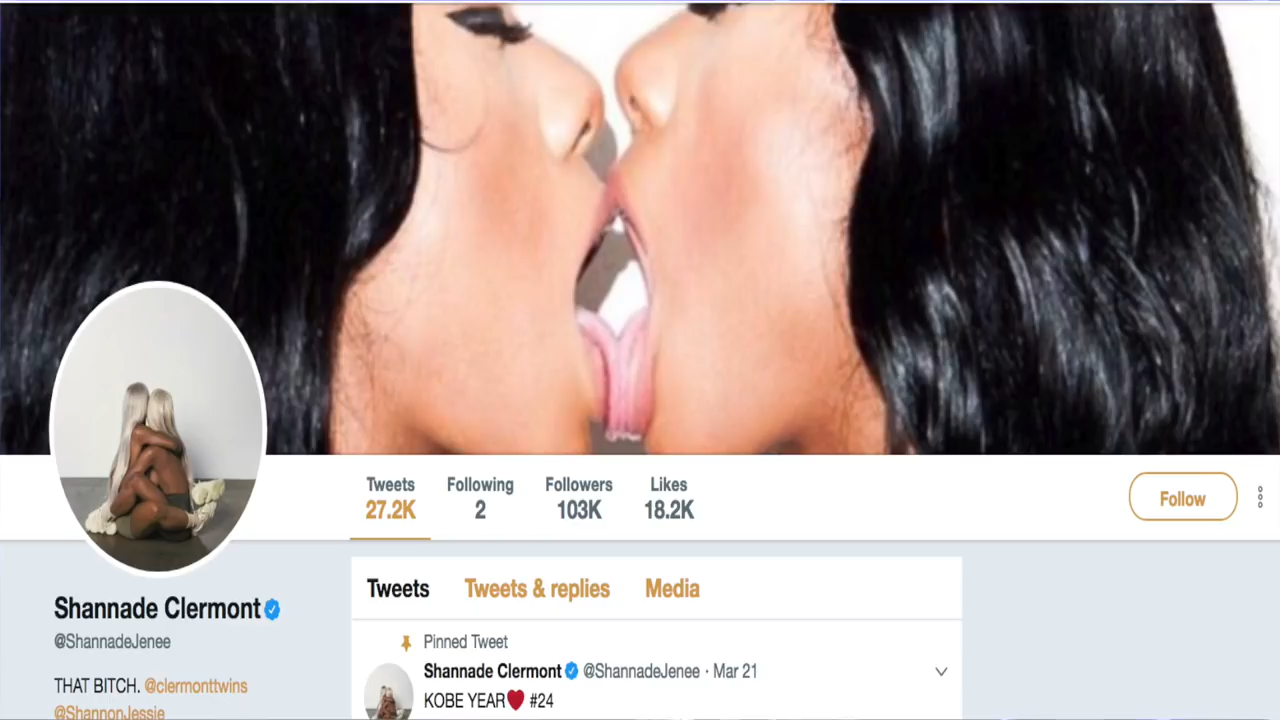 Tweets Following Followers Likes
27.2K 2 103K 18.2K
Follow
Shannade Clermont
@ShannadeJenee
THAT BITCH. @clermonttwins
@ShannonJessie
Tweets Tweets & replies Media
Pinned Tweet
Shannade Clermont @ShannadeJenee · Mar 21
KOBE YEAR❤ #24